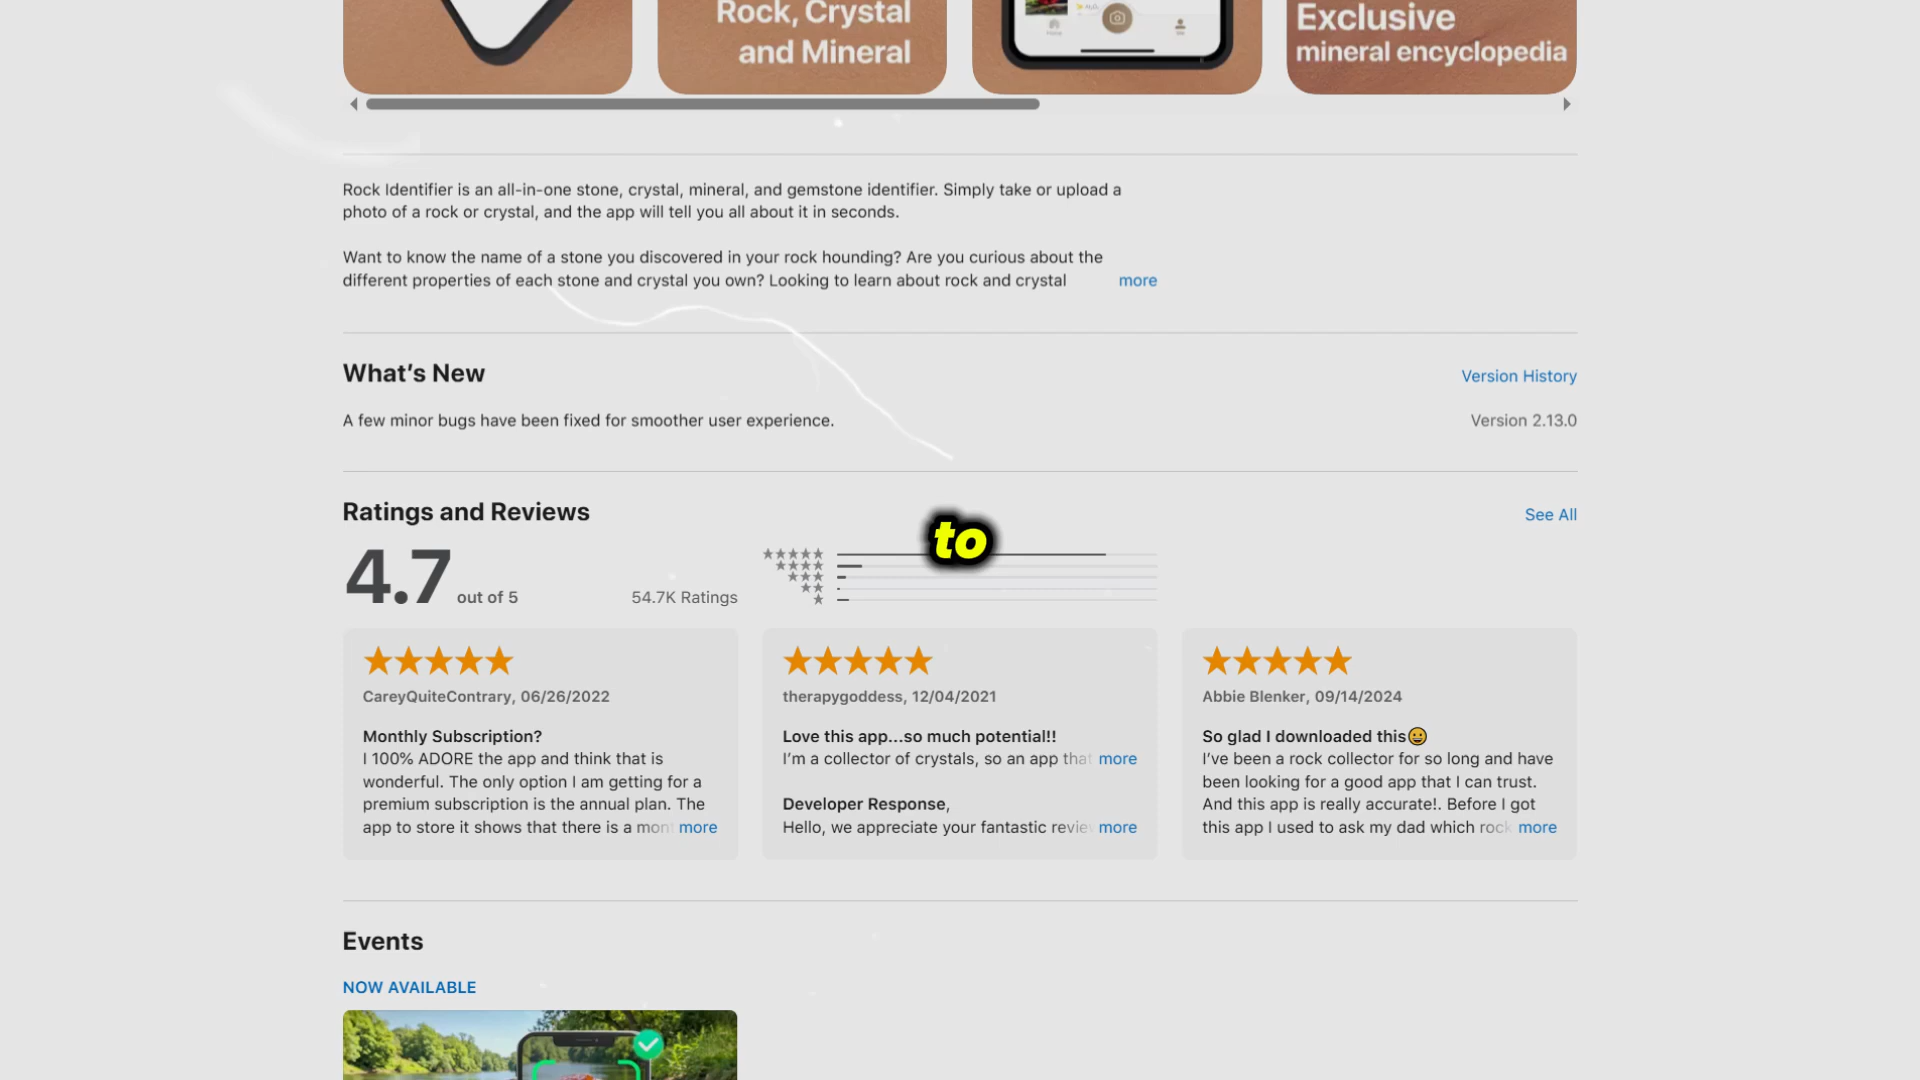 Rock, Crystal
and Mineral
Exclusive
mineral encyclopedia
Rock Identifier is an all-in-one stone, crystal, mineral, and gemstone identifier. Simply take or upload a
photo of a rock or crystal, and the app will tell you all about it in seconds.
Want to know the name of a stone you discovered in your rock hounding? Are you curious about the
different properties of each stone and crystal you own? Looking to learn about rock and crystal more
What's New
Version History
A few minor bugs have been fixed for smoother user experience.
Version 2.13.0
Ratings and Reviews
See All
to
4.7 out of 5
54.7K Ratings
CareyQuiteContrary, 06/26/2022
Monthly Subscription?
I 100% ADORE the app and think that is
wonderful. The only option I am getting for a
premium subscription is the annual plan. The
app to store it shows that there is a mon more
therapygoddess, 12/04/2021
Love this app...so much potential!!
I'm a collector of crystals, so an app that more
Developer Response,
Hello, we appreciate your fantastic revie more
Abbie Blenker, 09/14/2024
So glad I downloaded this😀
I've been a rock collector for so long and have
been looking for a good app that I can trust.
And this app is really accurate!. Before I got
this app I used to ask my dad which rock more
Events
NOW AVAILABLE